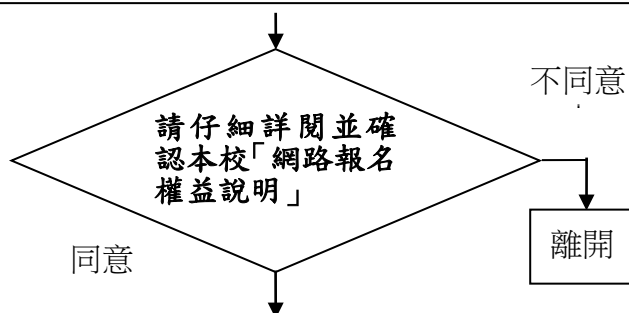 不同意
請仔細詳閱並確
認本校「網路報名
權益說明」
離開
同意